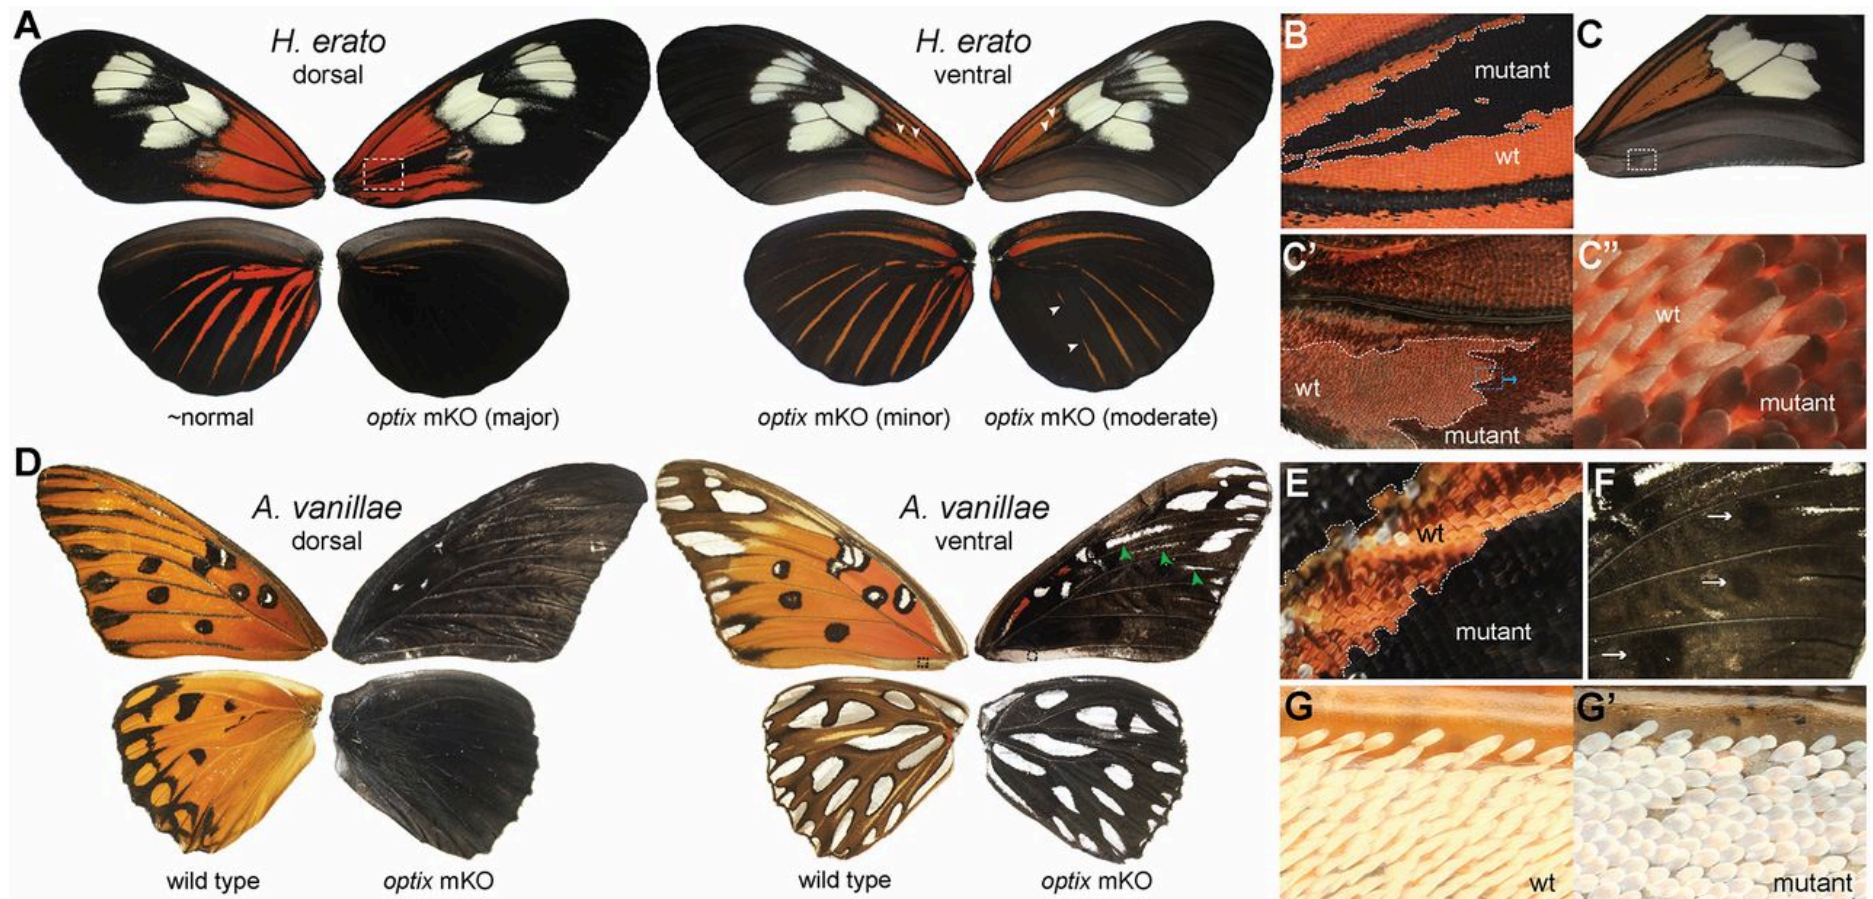 A
H. erato
dorsal
H. erato
ventral
~normal
optix mKO (major)
optix mKO (minor)
optix mKO (moderate)
B
mutant
wt
C
C’
wt
mutant
C”
wt
mutant
D
A. vanillae
dorsal
A. vanillae
ventral
wild type
optix mKO
wild type
optix mKO
E
wt
mutant
F
G
wt
G’
mutant